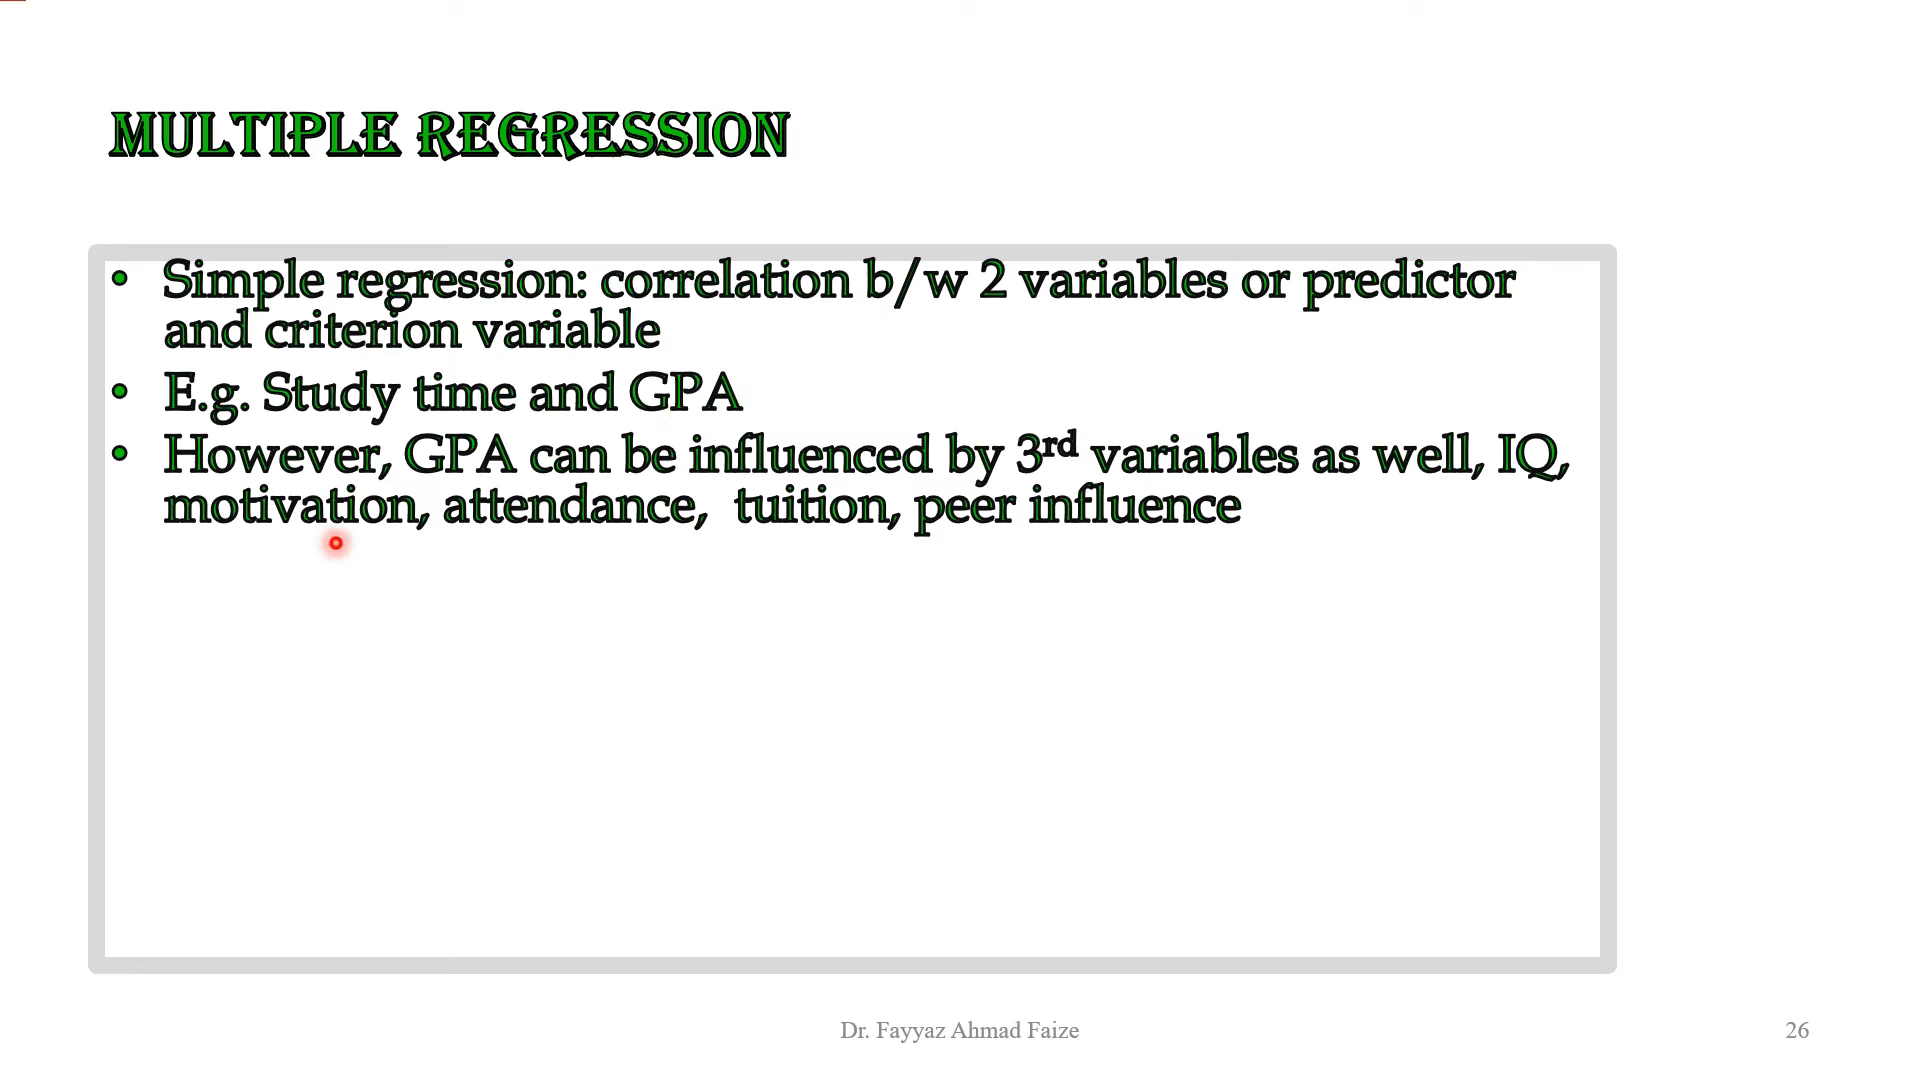 MULTIPLE REGRESSION
• Simple regression: correlation b/w 2 variables or predictor
and criterion variable
• E.g. Study time and GPA
• However, GPA can be influenced by 3rd variables as well, IQ,
motivation, attendance, tuition, peer influence
Dr. Fayyaz Ahmad Faize
26